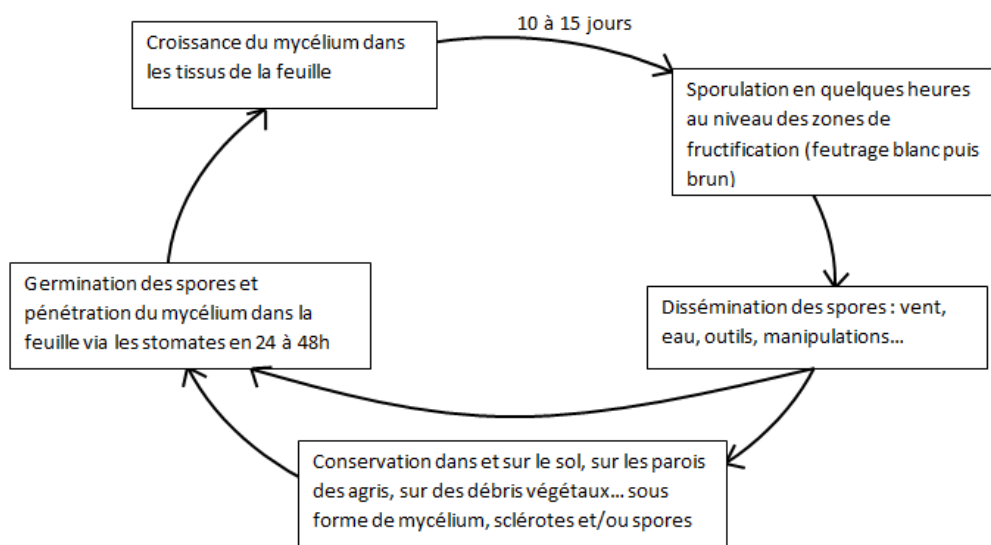 10 à 15 jours
Croissance du mycélium dans
les tissus de la feuille
Sporulation en quelques heures
au niveau des zones de
fructification (feutrage blanc puis
brun)
Dissémination des spores : vent,
eau, outils, manipulations…
Conservation dans et sur le sol, sur les parois
des agris, sur des débris végétaux… sous
forme de mycélium, sclérotes et/ou spores
Germination des spores et
pénétration du mycélium dans la
feuille via les stomates en 24 à 48h